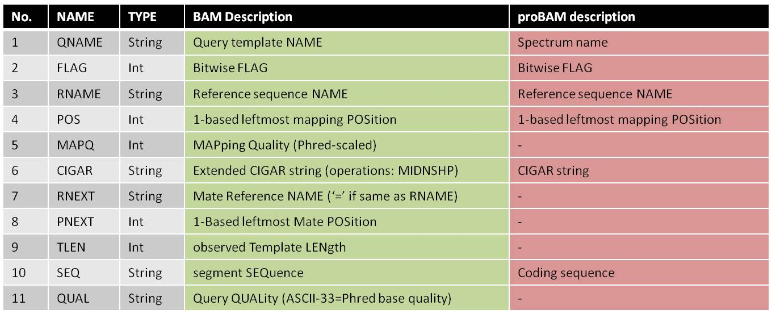 No. NAME TYPE BAM Description proBAM description
1 QNAME String Query template NAME Spectrum name
2 FLAG Int Bitwise FLAG Bitwise FLAG
3 RNAME String Reference sequence NAME Reference sequence NAME
4 POS Int 1-based leftmost mapping POSition 1-based leftmost mapping POSition
5 MAPQ Int MAPping Quality (Phred-scaled) -
6 CIGAR String Extended CIGAR string (operations: MIDNSHP) CIGAR string
7 RNEXT String Mate Reference NAME ('=' if same as RNAME) -
8 PNEXT Int 1-Based leftmost Mate POSition -
9 TLEN Int observed Template LENgth -
10 SEQ String segment SEQuence Coding sequence
11 QUAL String Query QUALity (ASCII-33=Phred base quality) -